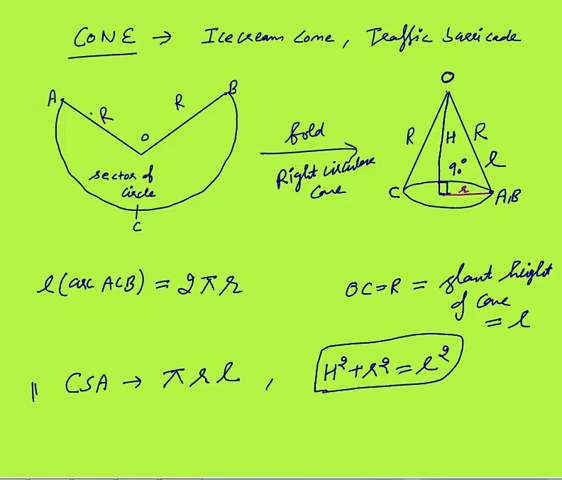 CONE → Icecream cone, Traffic barricade
A R O R B
sector of
circle
C
fold
Right circular
cone
O
R H R
90° l
C r A,B
l(arc ACB) = 2πr
OC=R = slant height
of cone
= l
|| CSA → πrl, H²+r²=l²